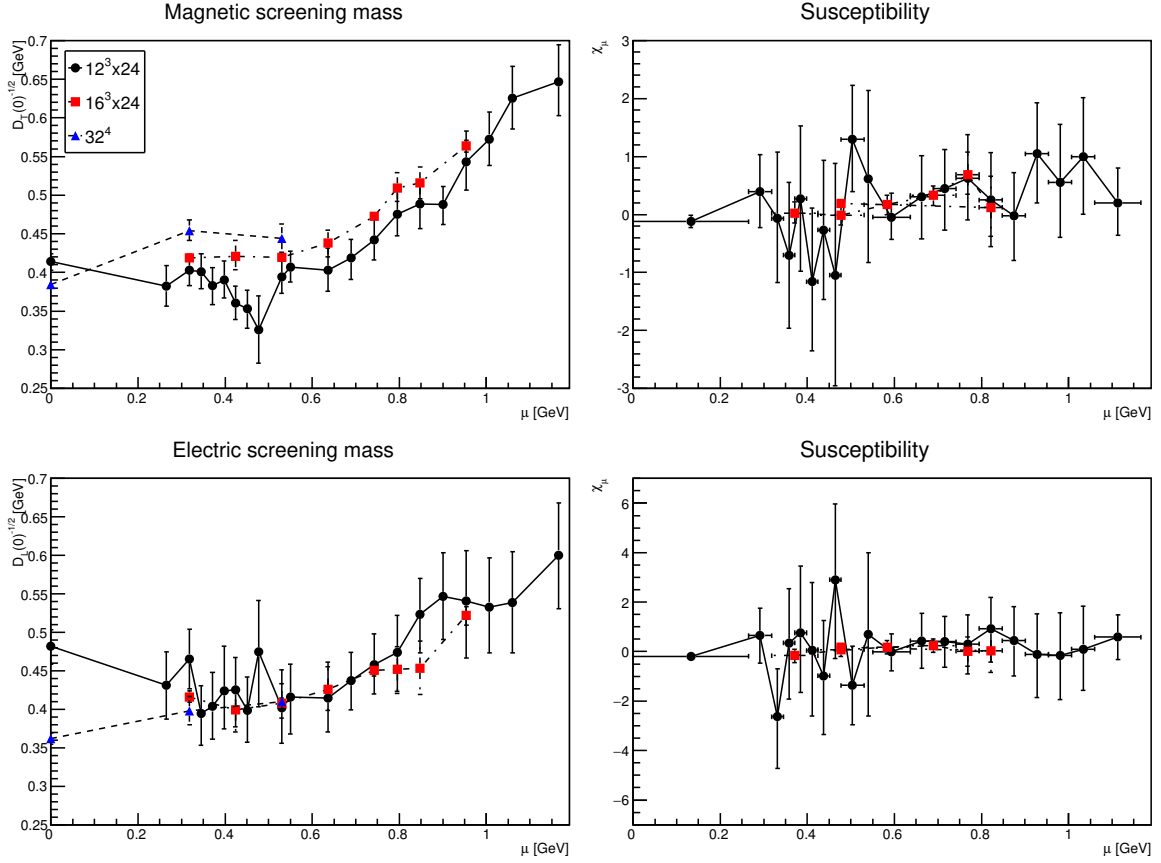 Magnetic screening mass
D_T(0)^-1/2 [GeV]
0.7
0.65
0.6
0.55
0.5
0.45
0.4
0.35
0.3
0.25
12³x24
16³x24
32⁴
0 0.2 0.4 0.6 0.8 1
μ [GeV]
Susceptibility
χ_μ
3
2
1
0
-1
-2
-3
0 0.2 0.4 0.6 0.8 1
μ [GeV]
Electric screening mass
D_L(0)^-1/2 [GeV]
0.7
0.65
0.6
0.55
0.5
0.45
0.4
0.35
0.3
0.25
0 0.2 0.4 0.6 0.8 1
μ [GeV]
Susceptibility
χ_μ
6
4
2
0
−2
−4
−6
0 0.2 0.4 0.6 0.8 1
μ [GeV]